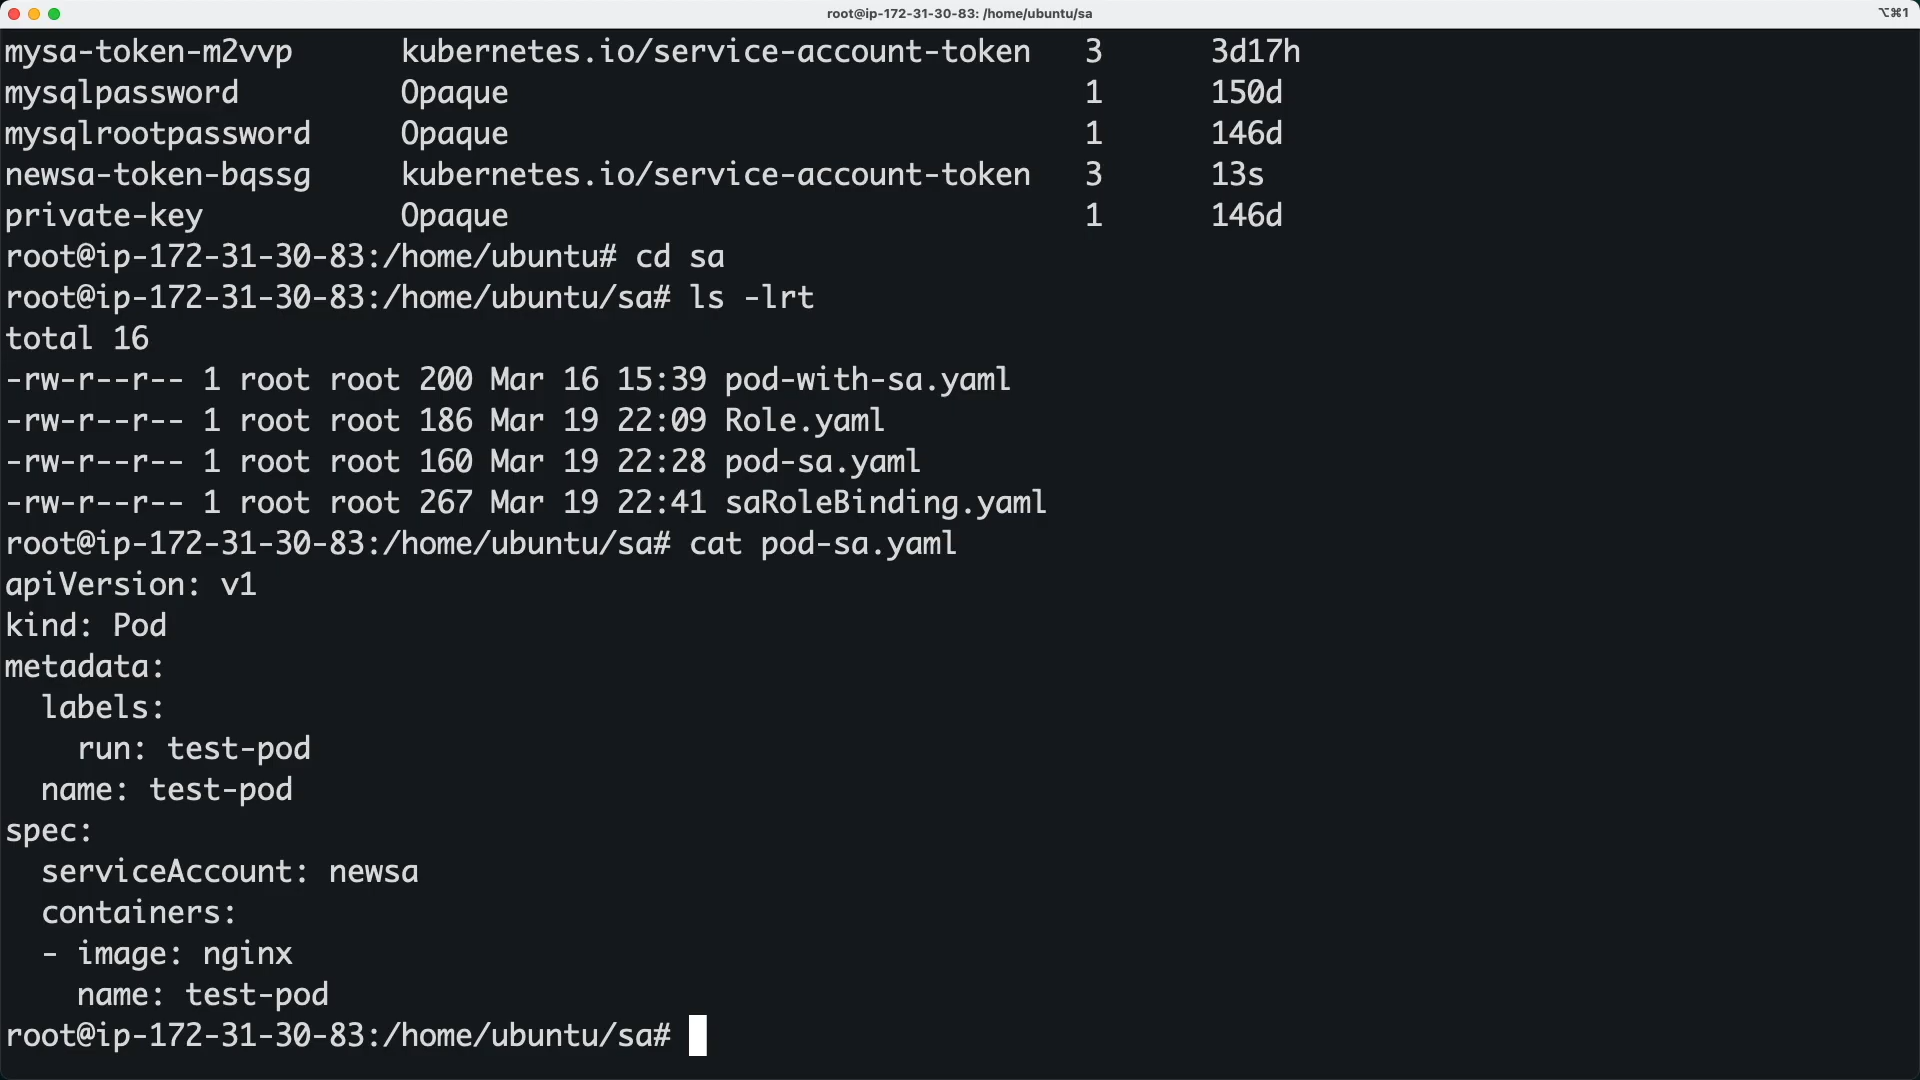 root@ip-172-31-30-83: /home/ubuntu/sa
⌥⌘1
mysa-token-m2vvp kubernetes.io/service-account-token 3 3d17h
mysqlpassword Opaque 1 150d
mysqlrootpassword Opaque 1 146d
newsa-token-bqssg kubernetes.io/service-account-token 3 13s
private-key Opaque 1 146d
root@ip-172-31-30-83:/home/ubuntu# cd sa
root@ip-172-31-30-83:/home/ubuntu/sa# ls -lrt
total 16
-rw-r--r-- 1 root root 200 Mar 16 15:39 pod-with-sa.yaml
-rw-r--r-- 1 root root 186 Mar 19 22:09 Role.yaml
-rw-r--r-- 1 root root 160 Mar 19 22:28 pod-sa.yaml
-rw-r--r-- 1 root root 267 Mar 19 22:41 saRoleBinding.yaml
root@ip-172-31-30-83:/home/ubuntu/sa# cat pod-sa.yaml
apiVersion: v1
kind: Pod
metadata:
  labels:
    run: test-pod
  name: test-pod
spec:
  serviceAccount: newsa
  containers:
  - image: nginx
    name: test-pod
root@ip-172-31-30-83:/home/ubuntu/sa#